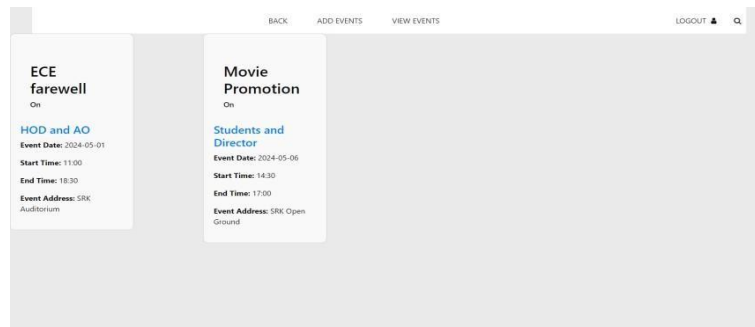 BACK ADD EVENTS VIEW EVENTS LOGOUT
ECE
farewell
On
HOD and AO
Event Date: 2024-05-01
Start Time: 11:00
End Time: 18:30
Event Address: SRK
Auditorium
Movie
Promotion
On
Students and
Director
Event Date: 2024-05-06
Start Time: 14:30
End Time: 17:00
Event Address: SRK Open
Ground